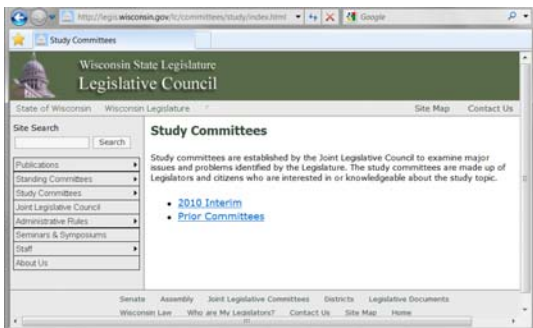 http://legis.wisconsin.gov/lc/committees/study/index.html
Google
Study Committees
Wisconsin State Legislature
Legislative Council
State of Wisconsin Wisconsin Legislature Site Map Contact Us
Site Search
Search
Publications
Standing Committees
Study Committees
Joint Legislative Council
Administrative Rules
Seminars & Symposiums
Staff
About Us
Study Committees
Study committees are established by the Joint Legislative Council to examine major
issues and problems identified by the Legislature. The study committees are made up of
Legislators and citizens who are interested in or knowledgeable about the study topic.
2010 Interim
Prior Committees
Senate Assembly Joint Legislative Committees Districts Legislative Documents
Wisconsin Law Who are My Legislators? Contact Us Site Map Home